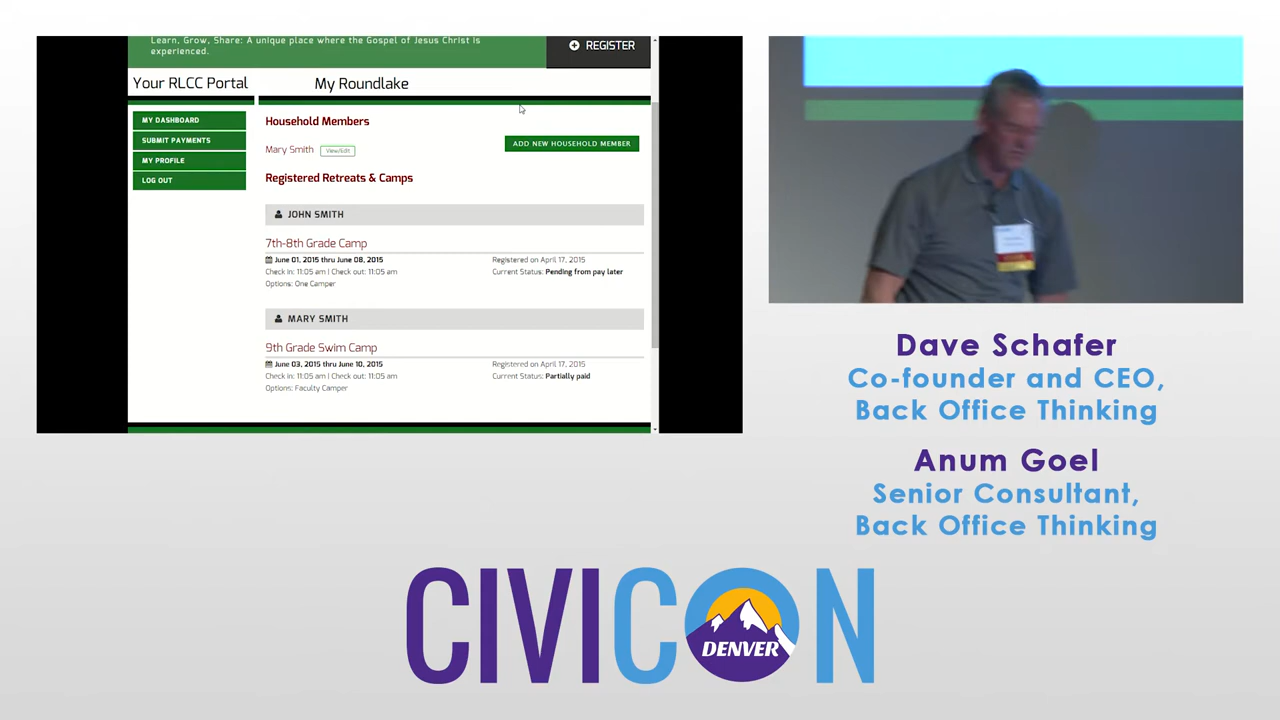 Learn, Grow, Share: A unique place where the Gospel of Jesus Christ is
experienced.
REGISTER
Your RLCC Portal
My Roundlake
MY DASHBOARD
SUBMIT PAYMENTS
MY PROFILE
LOG OUT
Household Members
Mary Smith View/Edit
ADD NEW HOUSEHOLD MEMBER
Registered Retreats & Camps
JOHN SMITH
7th-8th Grade Camp
June 01, 2015 thru June 08, 2015
Registered on April 17, 2015
Check in: 11:05 am | Check out: 11:05 am
Current Status: Pending from pay later
Options: One Camper
MARY SMITH
9th Grade Swim Camp
June 03, 2015 thru June 10, 2015
Registered on April 17, 2015
Check in: 11:05 am | Check out: 11:05 am
Current Status: Partially paid
Options: Faculty Camper
Dave Schafer
Co-founder and CEO,
Back Office Thinking
Anum Goel
Senior Consultant,
Back Office Thinking
CIVICON
DENVER